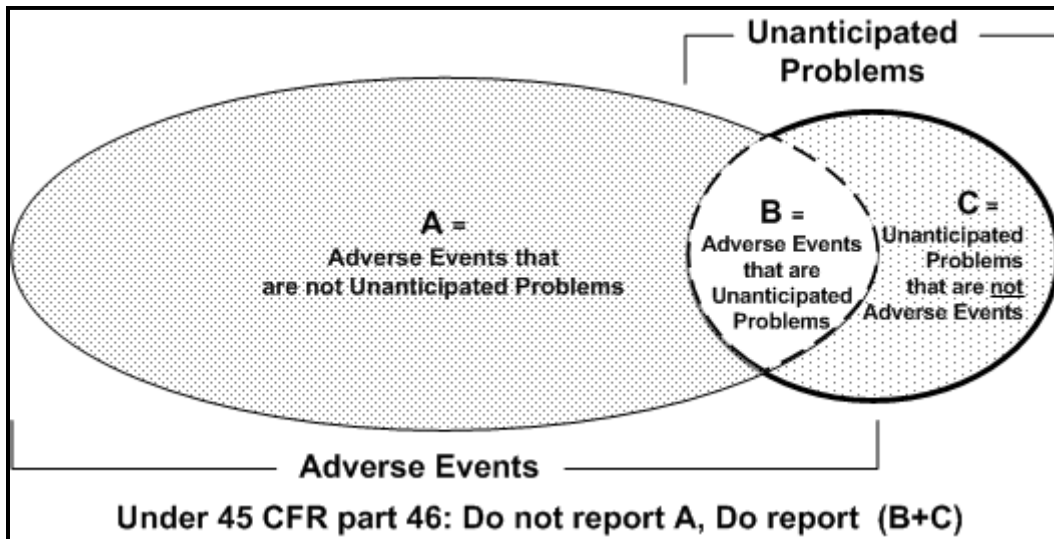 Unanticipated
Problems
A =
Adverse Events that
are not Unanticipated Problems
B =
Adverse Events
that are
Unanticipated
Problems
C =
Unanticipated
Problems
that are not
Adverse Events
Adverse Events
Under 45 CFR part 46: Do not report A, Do report (B+C)